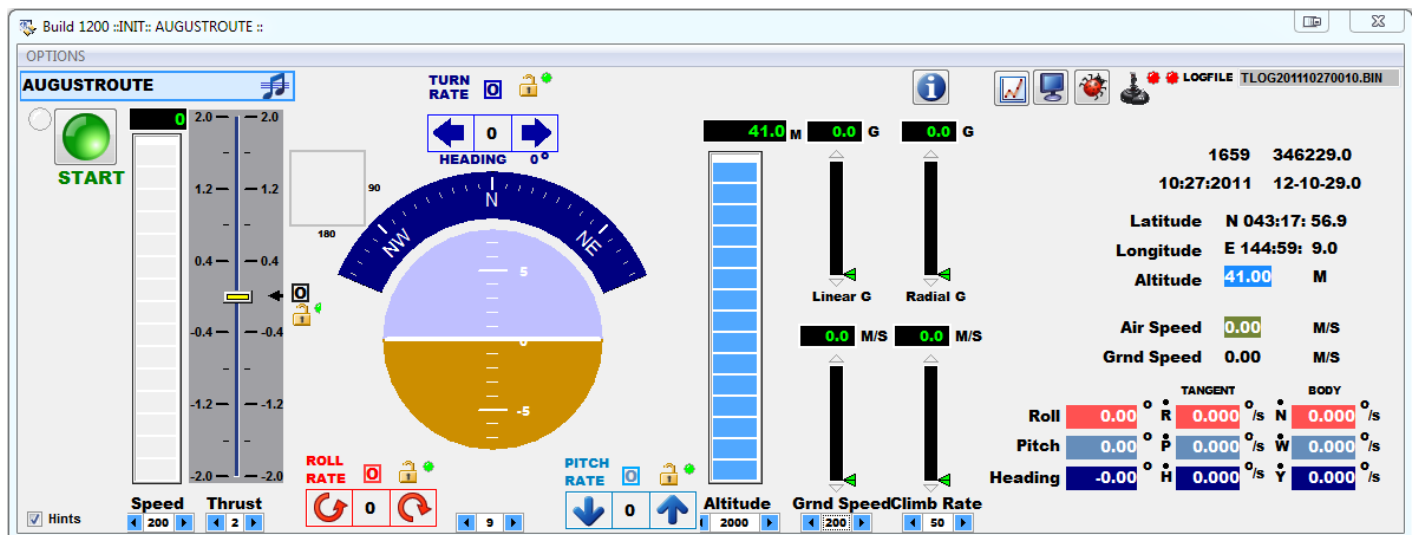 Build 1200 ::INIT:: AUGUSTROUTE ::
OPTIONS
AUGUSTROUTE
TURN
RATE O
LOGFILE TLOG201110270010.BIN
START
0
2.0 2.0
1.2 1.2
0.4 0.4
-0.4 -0.4
-1.2 -1.2
-2.0 -2.0
O
0
HEADING 0°
90
180
NW N NE
5
0
-5
41.0 M
0.0 G
0.0 G
Linear G
Radial G
0.0 M/S
0.0 M/S
1659 346229.0
10:27:2011 12-10-29.0
Latitude N 043:17: 56.9
Longitude E 144:59: 9.0
Altitude 41.00 M
Air Speed 0.00 M/S
Grnd Speed 0.00 M/S
TANGENT BODY
Roll 0.00 ° R 0.000 °/s N 0.000 °/s
Pitch 0.00 ° P 0.000 °/s W 0.000 °/s
Heading -0.00 ° H 0.000 °/s Y 0.000 °/s
ROLL
RATE O
0
PITCH
RATE O
0
Hints
Speed
200
Thrust
2
9
Altitude
2000
Grnd Speed
200
Climb Rate
50